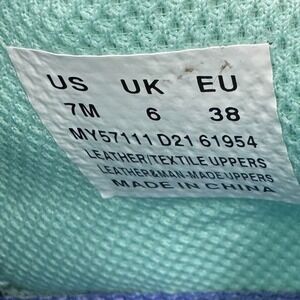 US UK EU
7M 6 38
MY57111 D21 61954
LEATHER/TEXTILE UPPERS
LEATHER&MAN-MADE UPPERS
MADE IN CHINA